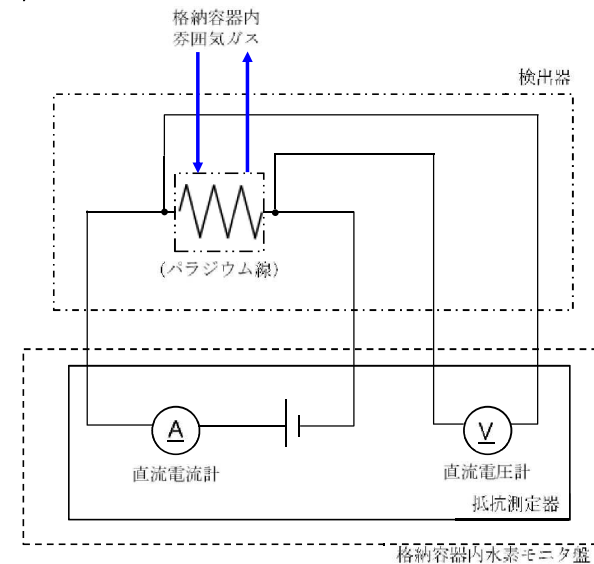 格納容器内
雰囲気ガス
検出器
(パラジウム線)
A
V
直流電流計
直流電圧計
抵抗測定器
格納容器内水素モニタ盤